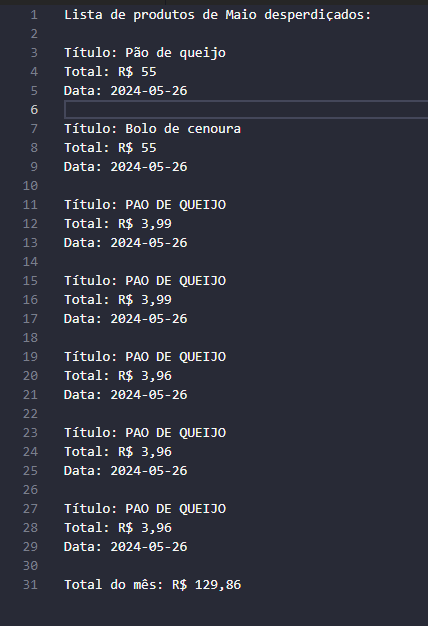 1 Lista de produtos de Maio desperdiçados:
2
3 Título: Pão de queijo
4 Total: R$ 55
5 Data: 2024-05-26
6
7 Título: Bolo de cenoura
8 Total: R$ 55
9 Data: 2024-05-26
10
11 Título: PAO DE QUEIJO
12 Total: R$ 3,99
13 Data: 2024-05-26
14
15 Título: PAO DE QUEIJO
16 Total: R$ 3,99
17 Data: 2024-05-26
18
19 Título: PAO DE QUEIJO
20 Total: R$ 3,96
21 Data: 2024-05-26
22
23 Título: PAO DE QUEIJO
24 Total: R$ 3,96
25 Data: 2024-05-26
26
27 Título: PAO DE QUEIJO
28 Total: R$ 3,96
29 Data: 2024-05-26
30
31 Total do mês: R$ 129,86